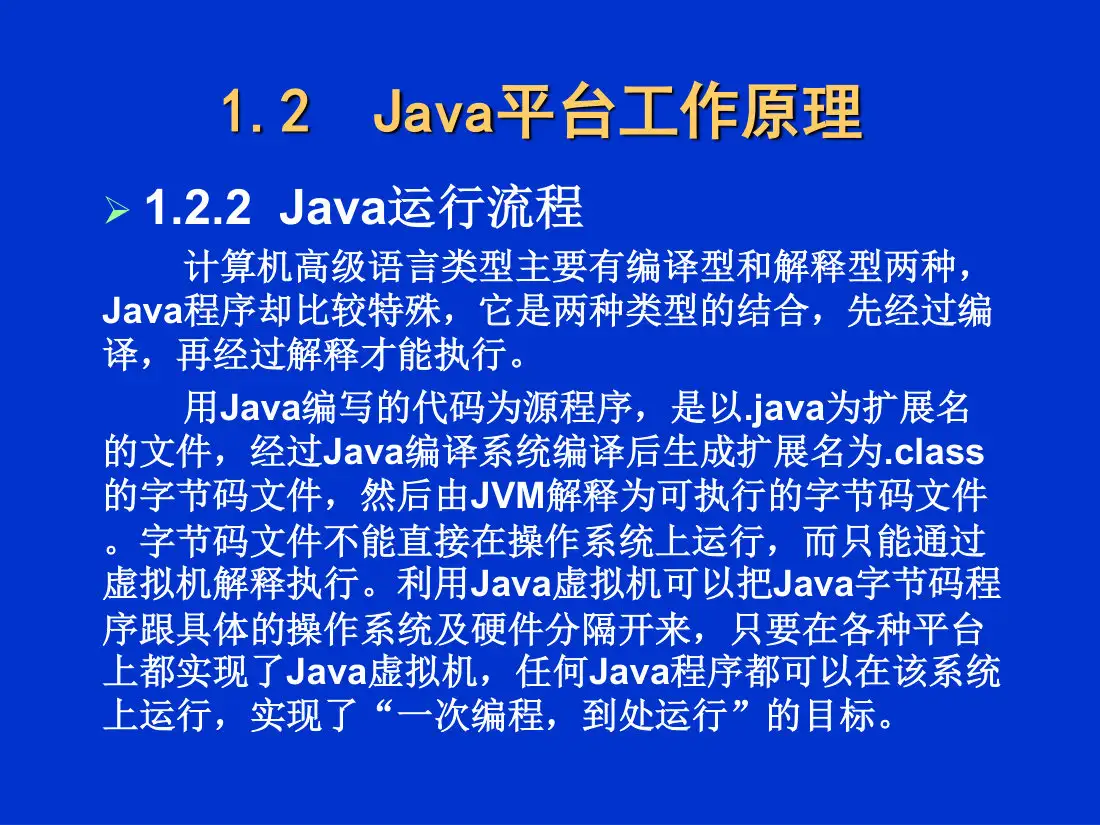 1.2 Java平台工作原理
1.2.2 Java运行流程
计算机高级语言类型主要有编译型和解释型两种，
Java程序却比较特殊，它是两种类型的结合，先经过编
译，再经过解释才能执行。
用Java编写的代码为源程序，是以.java为扩展名
的文件，经过Java编译系统编译后生成扩展名为.class
的字节码文件，然后由JVM解释为可执行的字节码文件
。字节码文件不能直接在操作系统上运行，而只能通过
虚拟机解释执行。利用Java虚拟机可以把Java字节码程
序跟具体的操作系统及硬件分隔开来，只要在各种平台
上都实现了Java虚拟机，任何Java程序都可以在该系统
上运行，实现了“一次编程，到处运行”的目标。